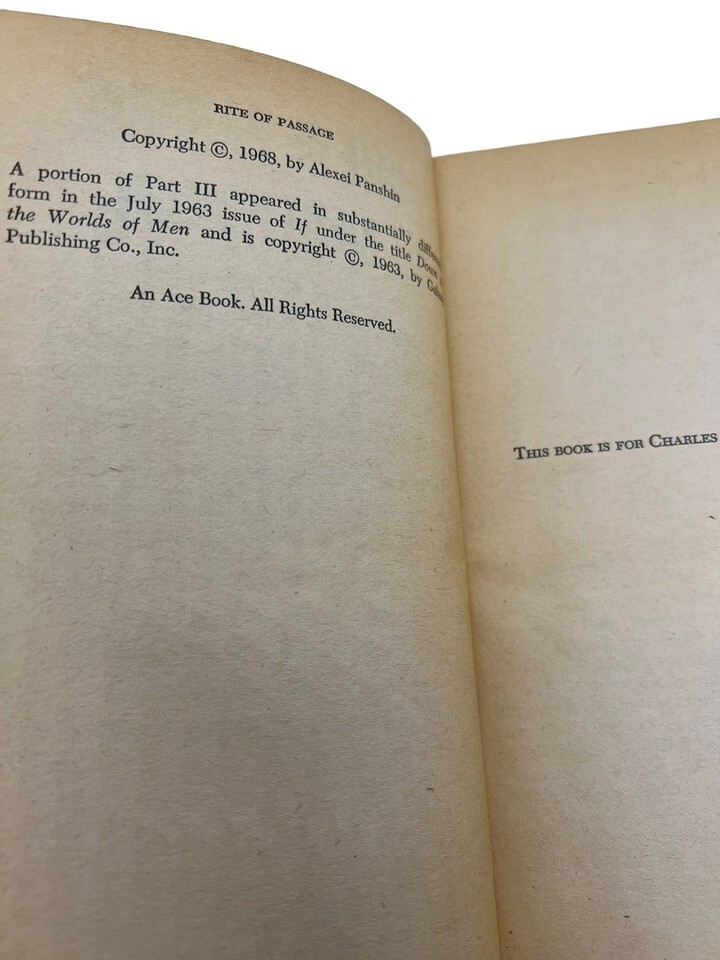 RITE OF PASSAGE
Copyright ©, 1968, by Alexei Panshin
A portion of Part III appeared in substantially
form in the July 1963 issue of If under the title Down
the Worlds of Men and is copyright ©, 1963, by
Publishing Co., Inc.
An Ace Book. All Rights Reserved.
THIS BOOK IS FOR CHARLES